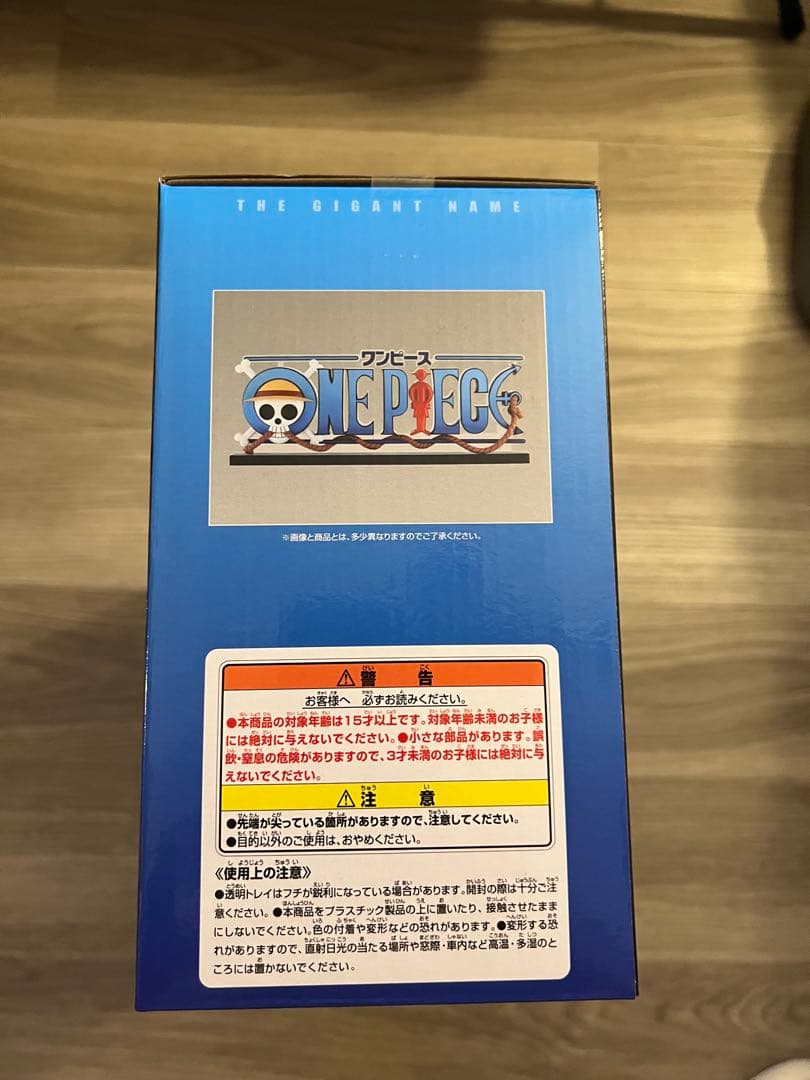 THE GIGANT NAME
ワンピース
ONE PIECE
※画像と商品とは、多少異なりますのでご了承ください。
⚠警告
お客様へ 必ずお読みください。
●本商品の対象年齢は15才以上です。対象年齢未満のお子様
には絶対に与えないでください。●小さな部品があります。誤
飲・窒息の危険がありますので、3才未満のお子様には絶対に与
えないでください。
⚠注意
●先端が尖っている箇所がありますので、注意してください。
●目的以外のご使用は、おやめください。
《使用上の注意》
●透明トレイはフチが鋭利になっている場合があります。開封の際は十分ご注
意ください。●本商品をプラスチック製品の上に置いたり、接触させたまま
にしないでください。色の付着や変形などの恐れがあります。●変形する恐
れがありますので、直射日光の当たる場所や窓際・車内など高温・多湿のと
ころには置かないでください。